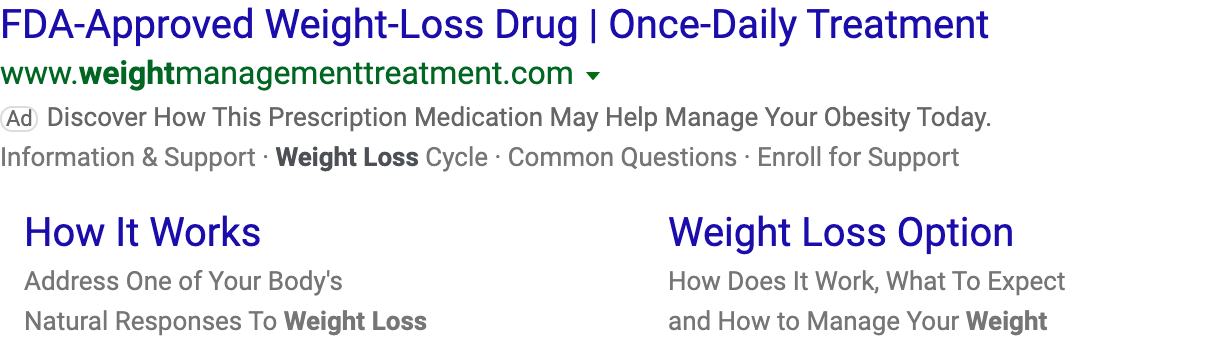 FDA-Approved Weight-Loss Drug | Once-Daily Treatment
www.weightmanagementtreatment.com
Ad Discover How This Prescription Medication May Help Manage Your Obesity Today.
Information & Support · Weight Loss Cycle · Common Questions · Enroll for Support
How It Works
Address One of Your Body's
Natural Responses To Weight Loss
Weight Loss Option
How Does It Work, What To Expect
and How to Manage Your Weight